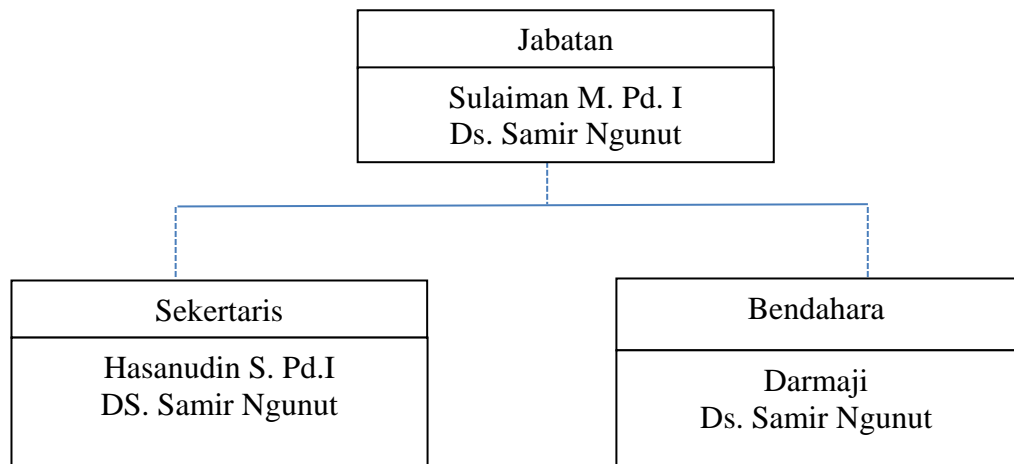 Jabatan
Sulaiman M. Pd. I
Ds. Samir Ngunut
Sekertaris
Hasanudin S. Pd.I
DS. Samir Ngunut
Bendahara
Darmaji
Ds. Samir Ngunut